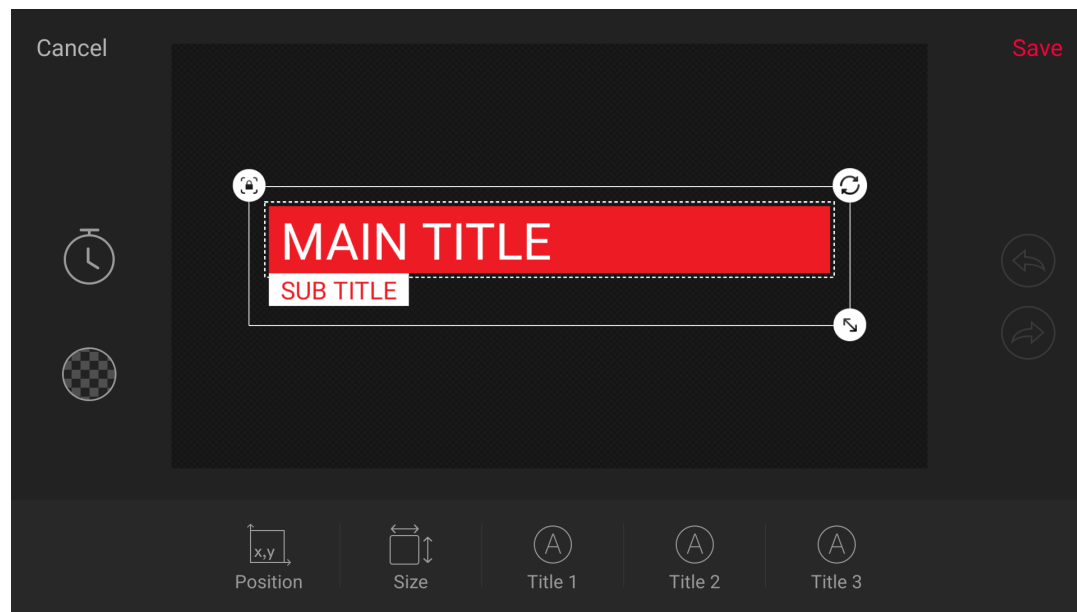 Cancel
Save
MAIN TITLE
SUB TITLE
x,y
A
A
A
Position
Size
Title 1
Title 2
Title 3